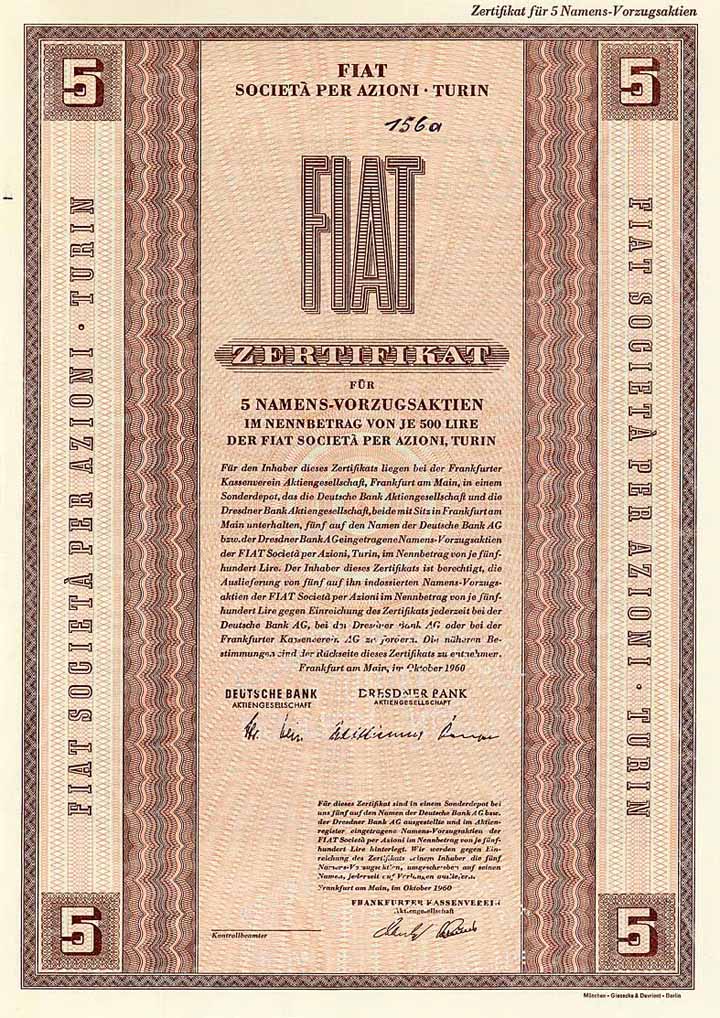 Zertifikat für 5 Namens-Vorzugsaktien
5
5
FIAT
SOCIETÀ PER AZIONI · TURIN
156a
FIAT
ZERTIFIKAT
FÜR
5 NAMENS-VORZUGSAKTIEN
IM NENNBETRAG VON JE 500 LIRE
DER FIAT SOCIETÀ PER AZIONI, TURIN
FIAT SOCIETÀ PER AZIONI · TURIN
FIAT SOCIETÀ PER AZIONI · TURIN
Für den Inhaber dieses Zertifikats liegen bei der Frankfurter
Kassenverein Aktiengesellschaft, Frankfurt am Main, in einem
Sonderdepot, das die Deutsche Bank Aktiengesellschaft und die
Dresdner Bank Aktiengesellschaft, beide mit Sitz in Frankfurt am
Main unterhalten, fünf auf den Namen der Deutsche Bank AG
bzw. der Dresdner Bank AG eingetragene Namens-Vorzugsaktien
der FIAT Società per Azioni, Turin, im Nennbetrag von je fünf-
hundert Lire. Der Inhaber dieses Zertifikats ist berechtigt, die
Auslieferung von fünf auf ihn indossierten Namens-Vorzugs-
aktien der FIAT Società per Azioni im Nennbetrag von je fünf-
hundert Lire gegen Einreichung des Zertifikats jederzeit bei der
Deutsche Bank AG, bei der Dresdner Bank AG oder bei der
Frankfurter Kassenverein AG zu fordern. Die näheren Be-
stimmungen sind der Rückseite dieses Zertifikats zu entnehmen.
Frankfurt am Main, im Oktober 1960
DEUTSCHE BANK
AKTIENGESELLSCHAFT
DRESDNER BANK
AKTIENGESELLSCHAFT
Für dieses Zertifikat sind in einem Sonderdepot bei
uns fünf auf den Namen der Deutsche Bank AG bzw.
der Dresdner Bank AG ausgestellte und im Aktien-
register eingetragene Namens-Vorzugsaktien der
FIAT Società per Azioni im Nennbetrag von je fünf-
hundert Lire hinterlegt. Wir werden gegen Ein-
reichung des Zertifikats seinem Inhaber die fünf
Namens-Vorzugsaktien, umgeschrieben auf seinen
Namen, jederzeit auf Verlangen ausliefern.
Frankfurt am Main, im Oktober 1960
FRANKFURTER KASSENVEREIN
Aktiengesellschaft
Kontrollbeamter
5
5
München · Giesecke & Devrient · Berlin